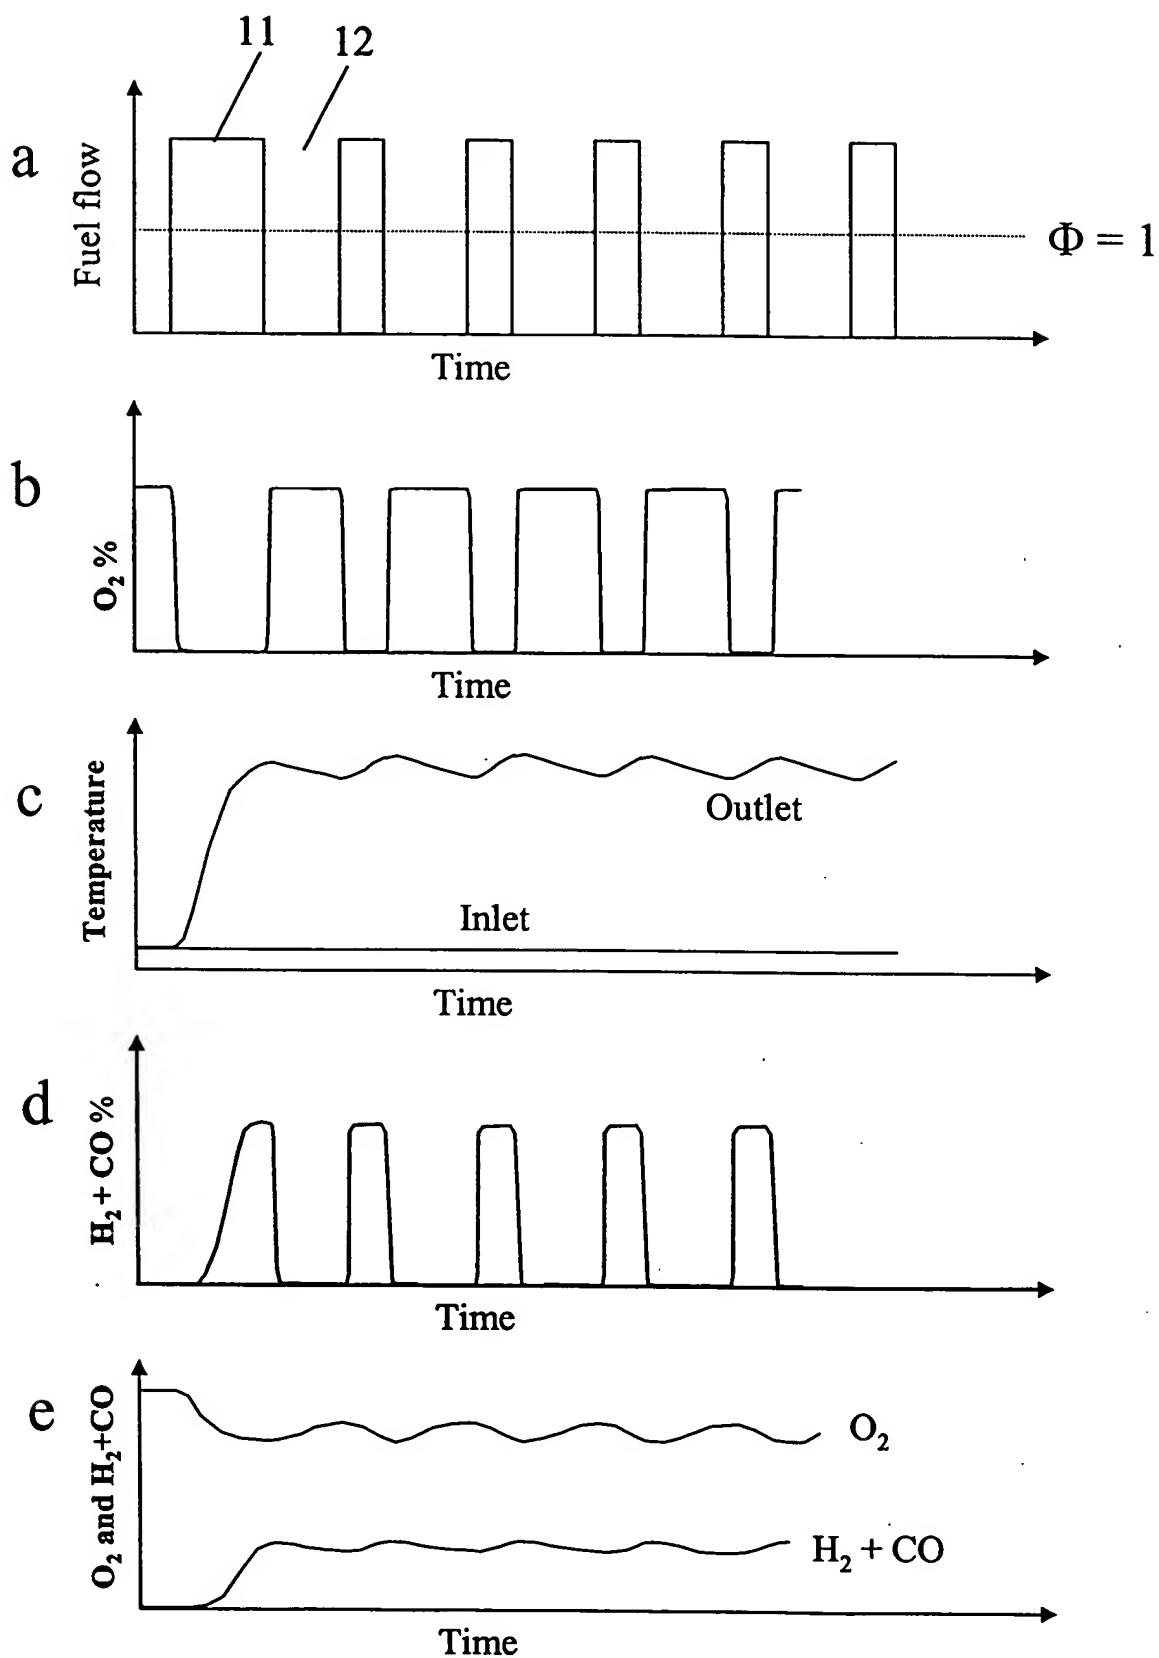 11
12
a
Fuel flow
Φ = 1
Time
b
O₂ %
Time
c
Temperature
Outlet
Inlet
Time
d
H₂ + CO %
Time
e
O₂ and H₂+CO
O₂
H₂ + CO
Time